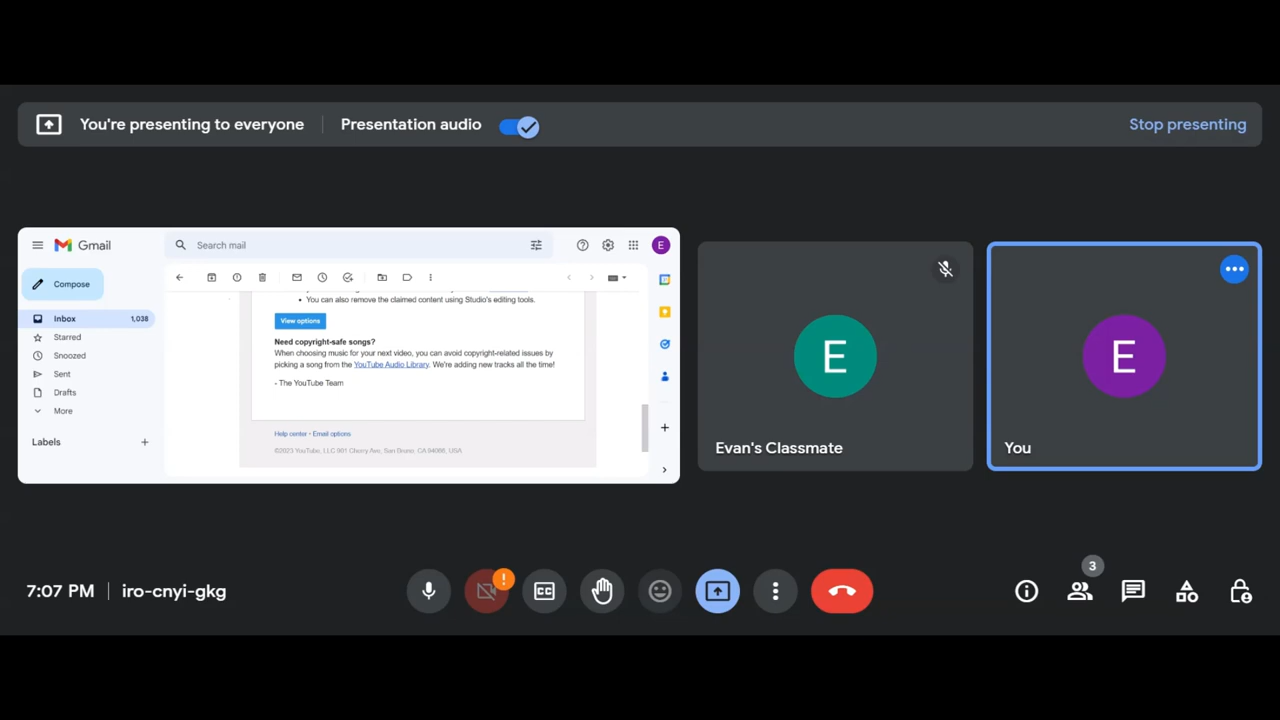 You're presenting to everyone
Presentation audio
Stop presenting
Gmail
Search mail
E
Compose
Inbox 1,038
Starred
Snoozed
Sent
Drafts
More
Labels
• You can also remove the claimed content using Studio's editing tools.
View options
Need copyright-safe songs?
When choosing music for your next video, you can avoid copyright-related issues by
picking a song from the YouTube Audio Library. We're adding new tracks all the time!
- The YouTube Team
Help center • Email options
©2023 YouTube, LLC 901 Cherry Ave, San Bruno, CA 94066, USA
E
Evan's Classmate
E
You
7:07 PM
iro-cnyi-gkg
!
CC
3